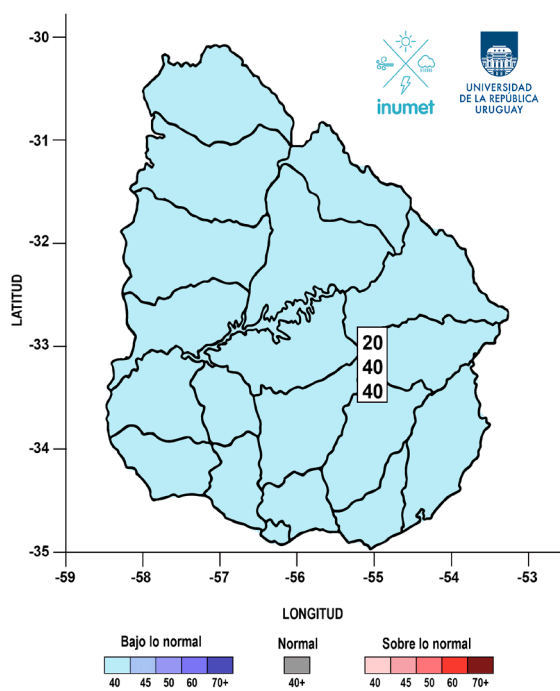 -30
-31
-32
-33
-34
-35
LATITUD
inumet
UNIVERSIDAD
DE LA REPÚBLICA
URUGUAY
20
40
40
-59 -58 -57 -56 -55 -54 -53
LONGITUD
Bajo lo normal Normal Sobre lo normal
40 45 50 60 70+ 40+ 40 45 50 60 70+